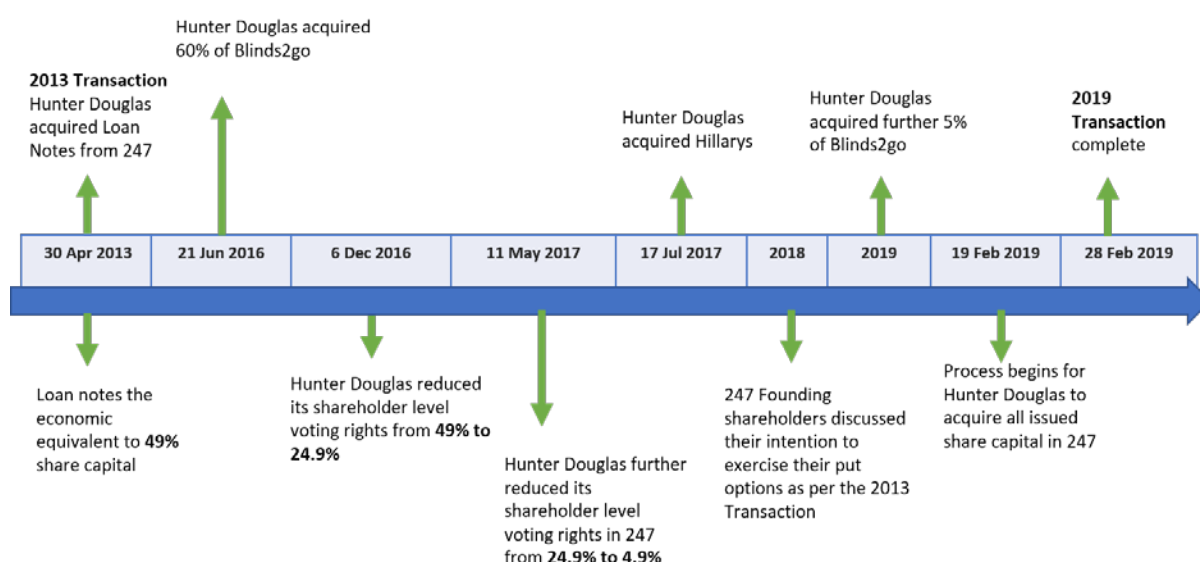 Hunter Douglas acquired
60% of Blinds2go
2013 Transaction
Hunter Douglas
acquired Loan
Notes from 247
Hunter Douglas
acquired Hillarys
Hunter Douglas
acquired further 5%
of Blinds2go
2019
Transaction
complete
30 Apr 2013
21 Jun 2016
6 Dec 2016
11 May 2017
17 Jul 2017
2018
2019
19 Feb 2019
28 Feb 2019
Loan notes the
economic
equivalent to 49%
share capital
Hunter Douglas reduced
its shareholder level
voting rights from 49% to
24.9%
Hunter Douglas further
reduced its
shareholder level
voting rights in 247
from 24.9% to 4.9%
247 Founding
shareholders discussed
their intention to
exercise their put
options as per the 2013
Transaction
Process begins for
Hunter Douglas to
acquire all issued
share capital in 247